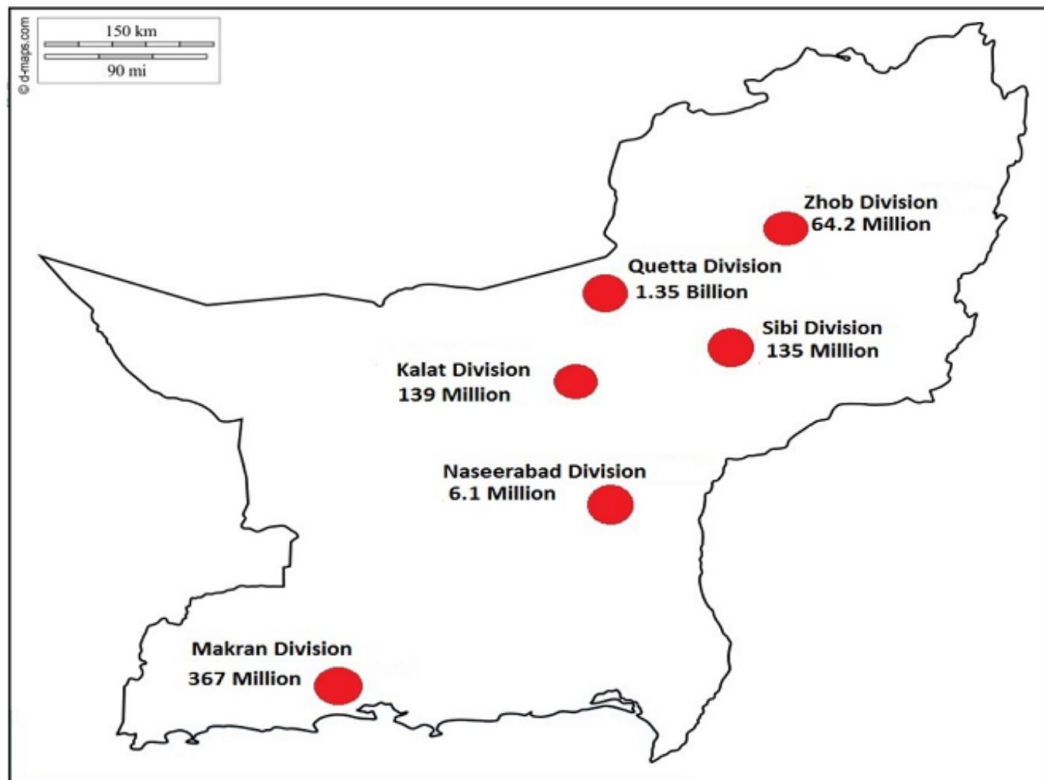 150 km
90 mi
© d-maps.com
Zhob Division
64.2 Million
Quetta Division
1.35 Billion
Sibi Division
135 Million
Kalat Division
139 Million
Naseerabad Division
6.1 Million
Makran Division
367 Million